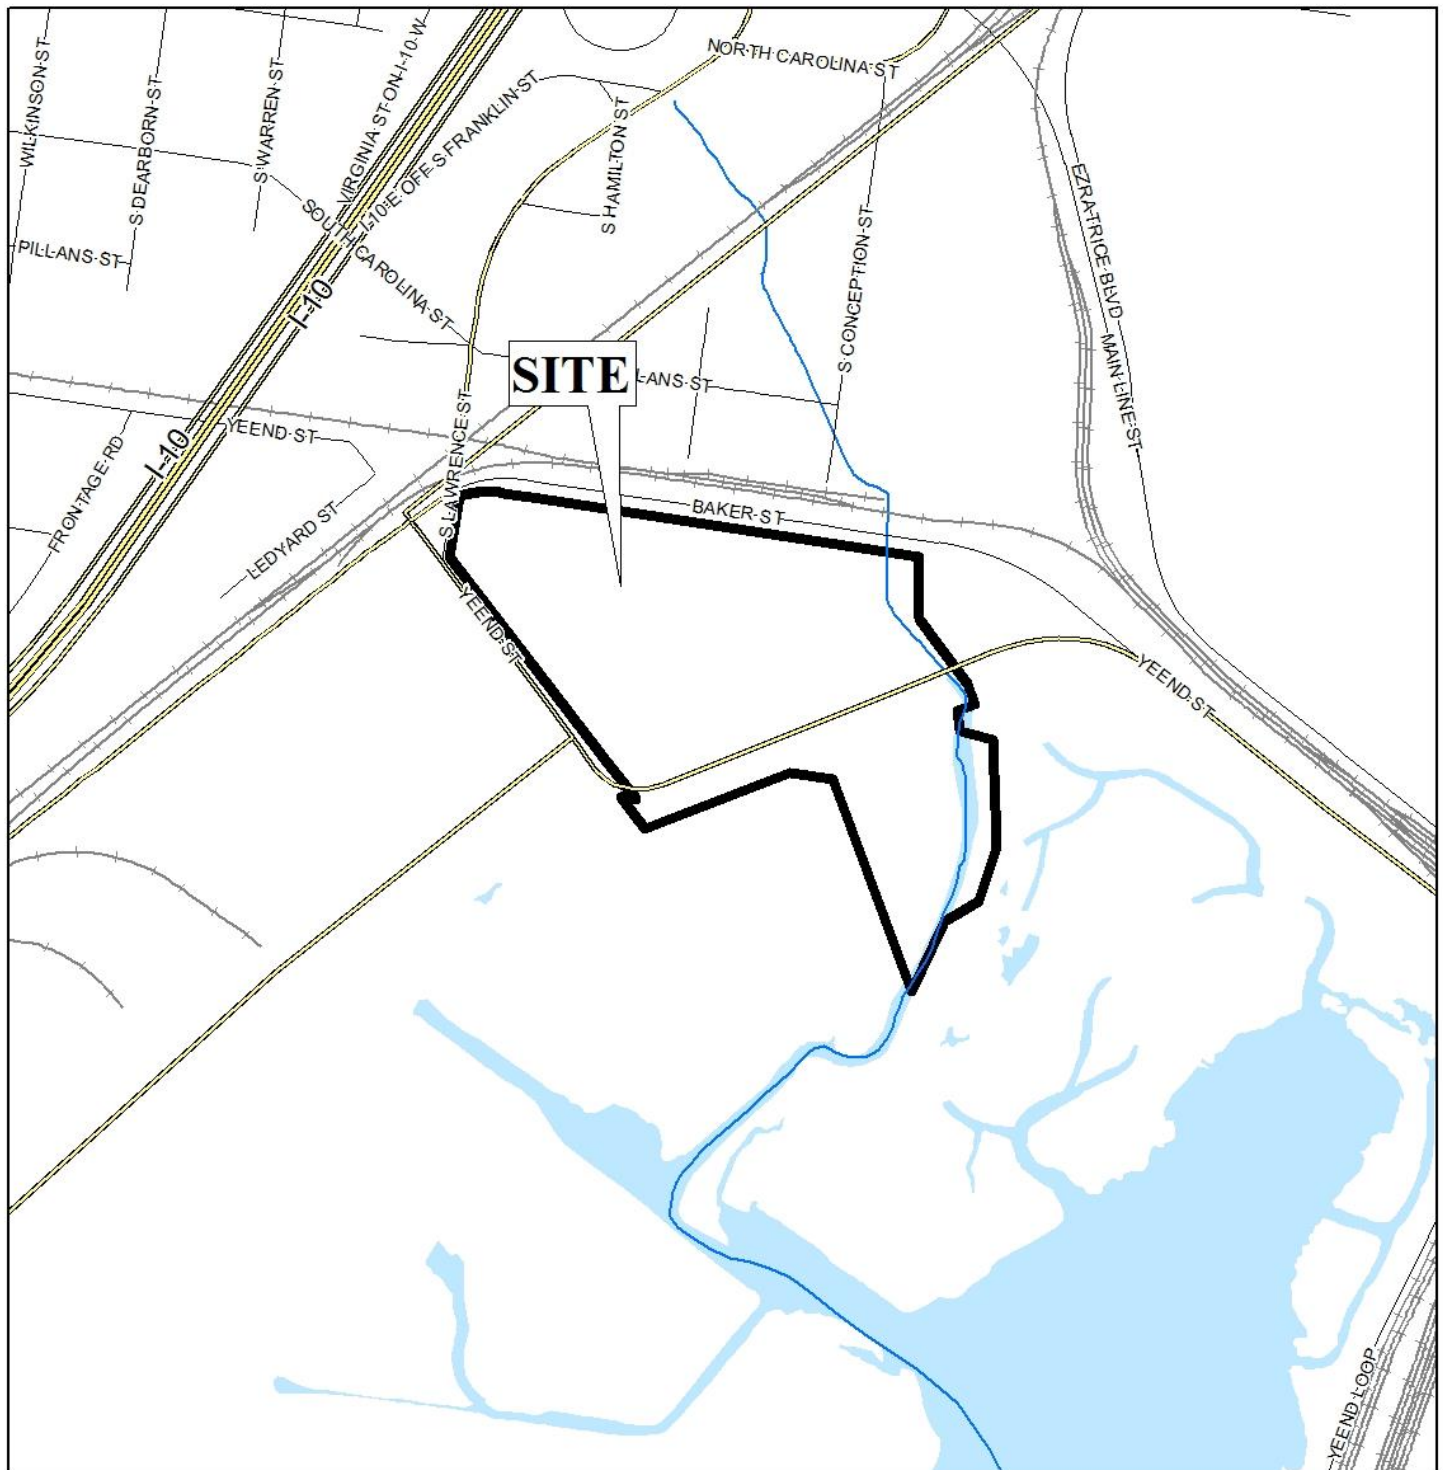 WILKINSON ST
S DEARBORN ST
S WARREN ST
VIRGINIA ST ON I-10 W
I-10 E OFF S FRANKLIN ST
NORTH CAROLINA ST
S HAMILTON ST
SOUTH CAROLINA ST
PILLANS ST
I-10
S CONCEPTION ST
EZRA TRICE BLVD
MAIN LINE ST
SITE
LANS ST
S LAWRENCE ST
YEEND ST
I-10
FRONTAGE RD
LEDYARD ST
BAKER ST
YEEND ST
YEEND ST
YEEND LOOP